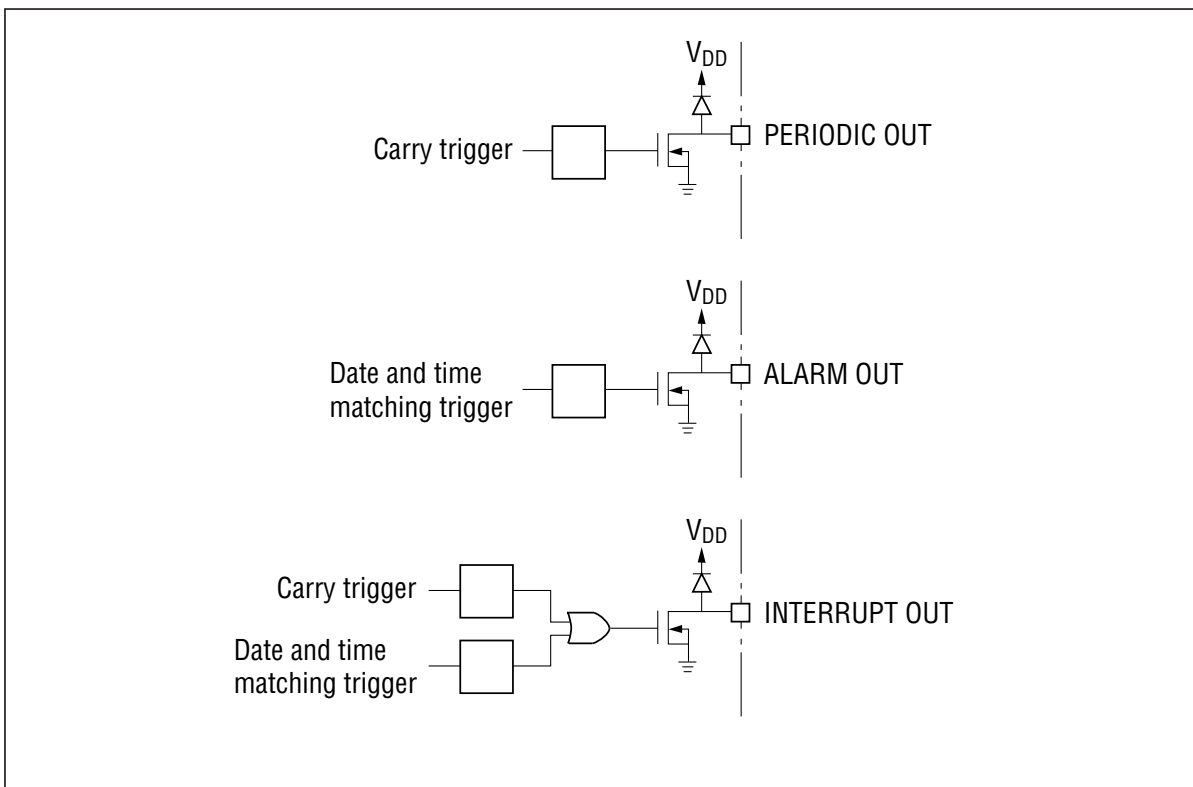 VDD
Carry trigger
PERIODIC OUT
VDD
Date and time
matching trigger
ALARM OUT
VDD
Carry trigger
Date and time
matching trigger
INTERRUPT OUT